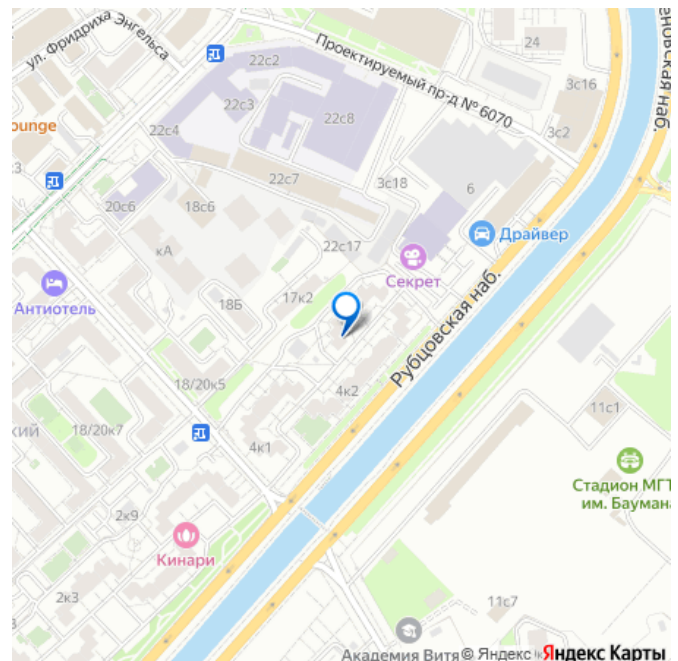 24
ул. Фридриха Энгельса
22с2
Проектируемый пр-д № 6070
3с16
еновская наб.
22с3
22с8
3с2
ounge
22с4
22с7
3с18
6
20с6
18с6
кА
22с17
Драйвер
Секрет
Антиотель
18Б
17к2
Рубцовская наб.
18/20к5
4к2
11с1
КИЙ
18/20к7
4к1
Стадион МГТ
им. Баумана
2к9
Кинари
2к3
11с7
Академия Витя
© Яндекс
Яндекс Карты